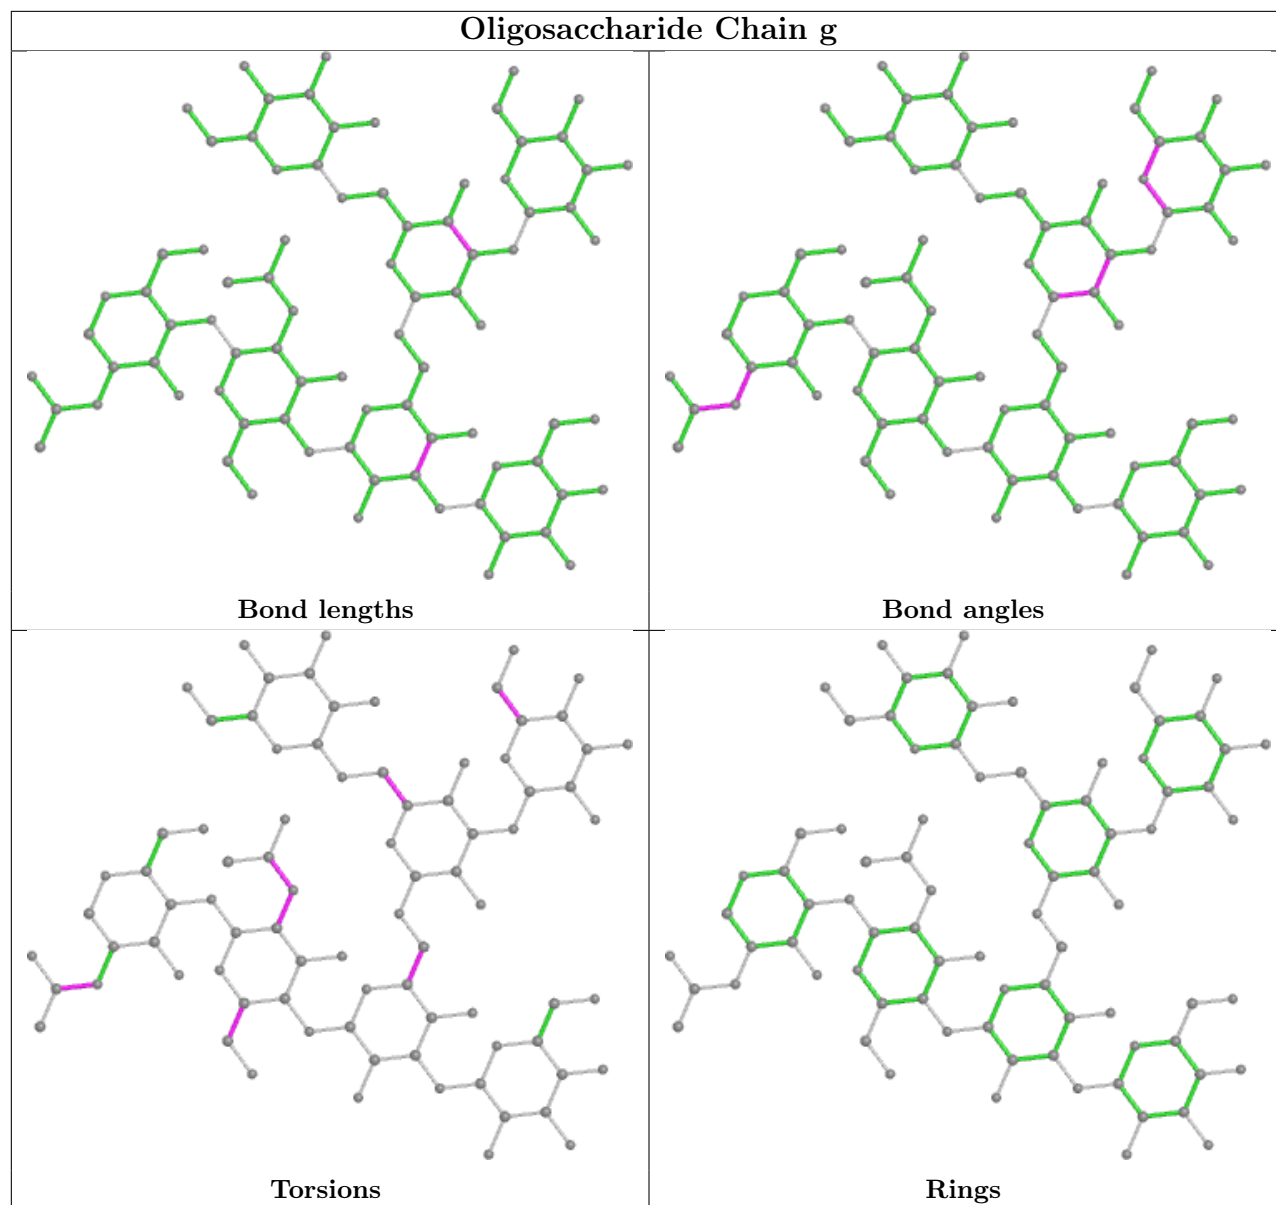 Oligosaccharide Chain g
Bond lengths
Bond angles
Torsions
Rings